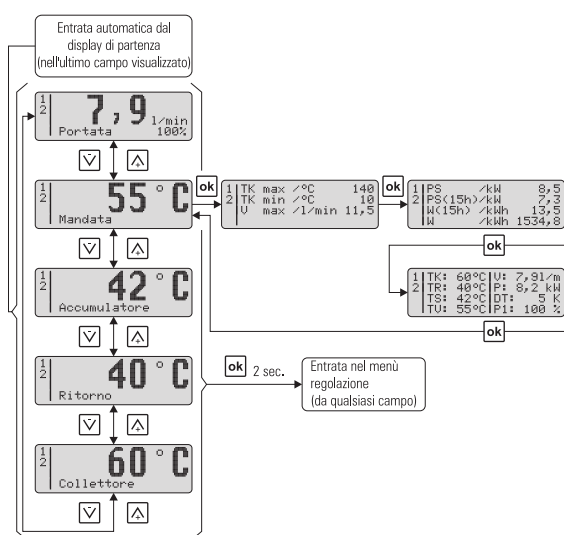 Entrata automatica dal
display di partenza
(nell'ultimo campo visualizzato)
1
2
7,9 l/min
Portata 100%
V - Λ +
1
2
55°C
Mandata
ok
1 TK max /°C 140
2 TK min /°C 10
V max /l/min 11,5
ok
1 PS /kW 8,5
2 PS(15h)/kW 7,3
W(15h) /kWh 13,5
W /kWh 1534,8
ok
V - Λ +
1
2
42°C
Accumulatore
1 TK: 60°C V: 7,9l/m
2 TR: 40°C P: 8,2 kW
TS: 42°C DT: 5 K
TV: 55°C P1: 100 %
ok
V - Λ +
1
2
40°C
Ritorno
ok 2 sec.
Entrata nel menù
regolazione
(da qualsiasi campo)
V - Λ +
1
2
60°C
Collettore
V - Λ +